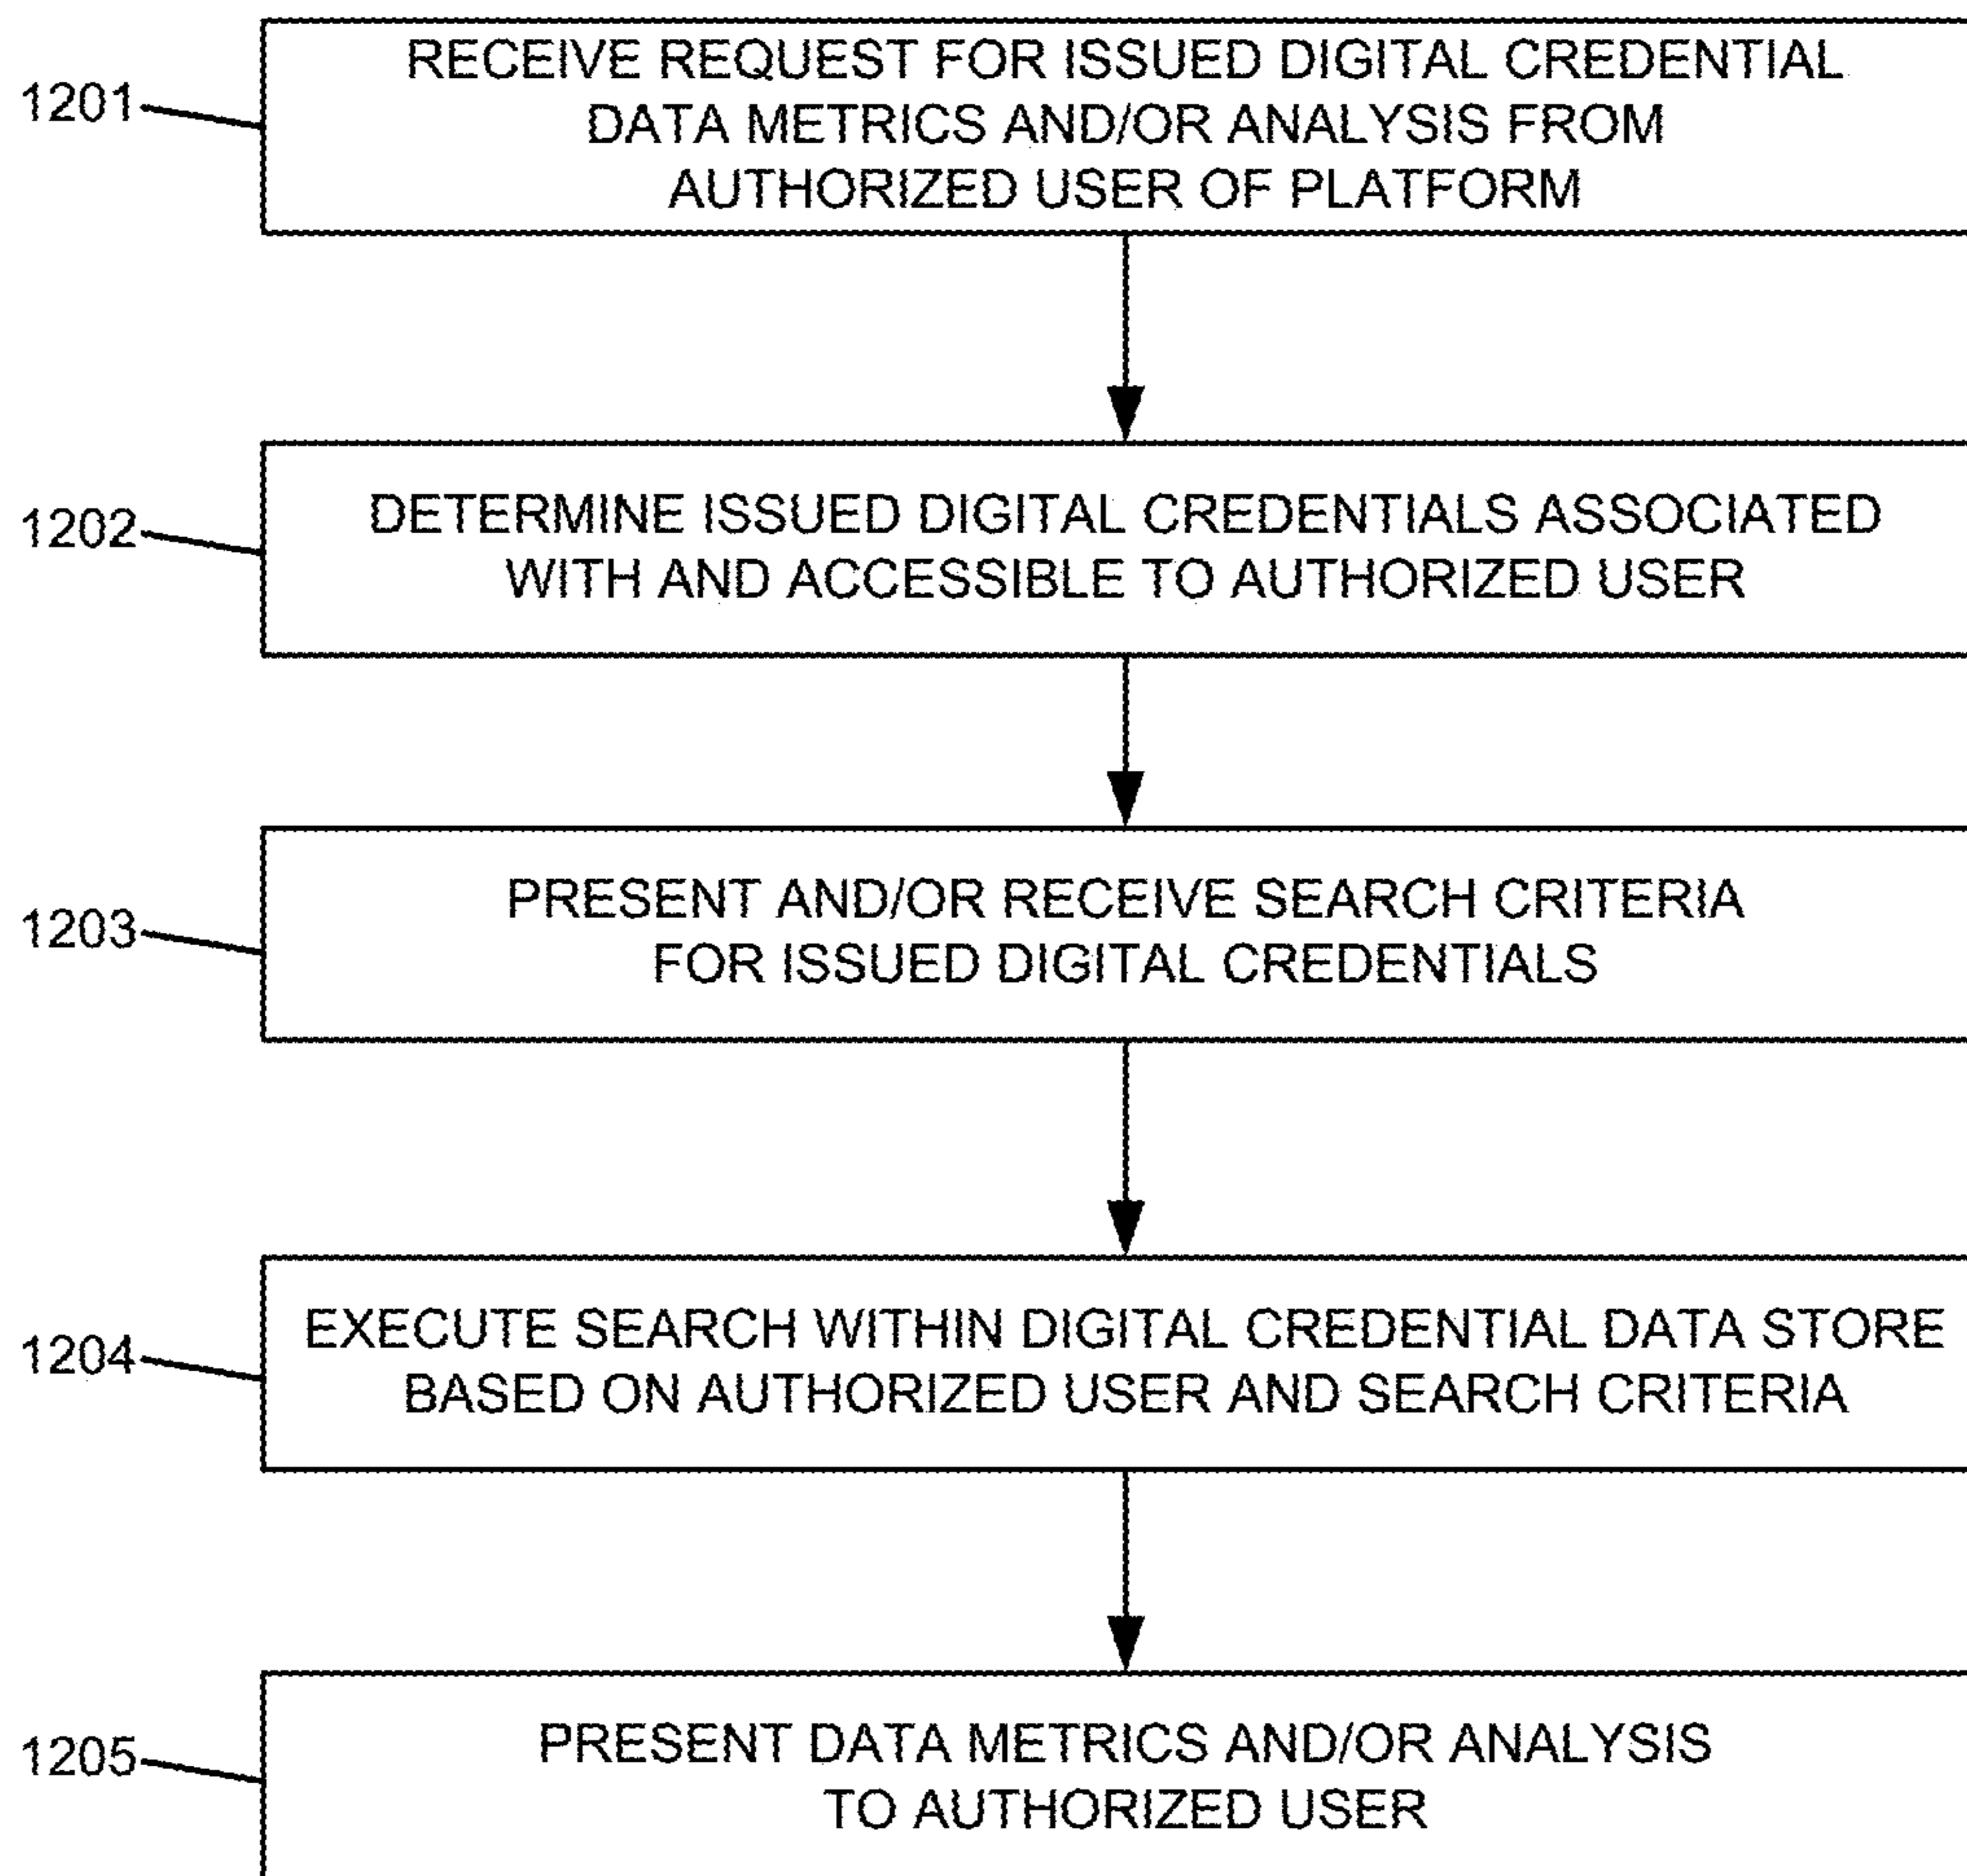 1201
RECEIVE REQUEST FOR ISSUED DIGITAL CREDENTIAL
DATA METRICS AND/OR ANALYSIS FROM
AUTHORIZED USER OF PLATFORM
1202
DETERMINE ISSUED DIGITAL CREDENTIALS ASSOCIATED
WITH AND ACCESSIBLE TO AUTHORIZED USER
1203
PRESENT AND/OR RECEIVE SEARCH CRITERIA
FOR ISSUED DIGITAL CREDENTIALS
1204
EXECUTE SEARCH WITHIN DIGITAL CREDENTIAL DATA STORE
BASED ON AUTHORIZED USER AND SEARCH CRITERIA
1205
PRESENT DATA METRICS AND/OR ANALYSIS
TO AUTHORIZED USER